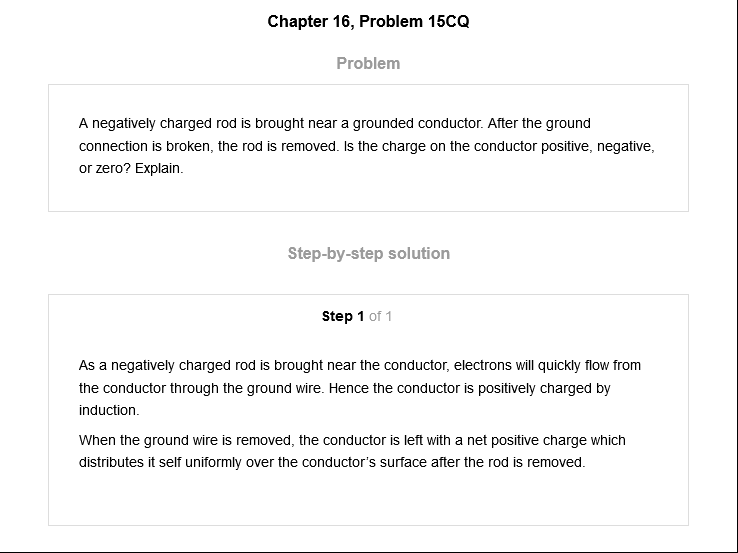 Chapter 16, Problem 15CQ
Problem
A negatively charged rod is brought near a grounded conductor. After the ground
connection is broken, the rod is removed. Is the charge on the conductor positive, negative,
or zero? Explain.
Step-by-step solution
Step 1 of 1
As a negatively charged rod is brought near the conductor, electrons will quickly flow from
the conductor through the ground wire. Hence the conductor is positively charged by
induction.
When the ground wire is removed, the conductor is left with a net positive charge which
distributes it self uniformly over the conductor's surface after the rod is removed.